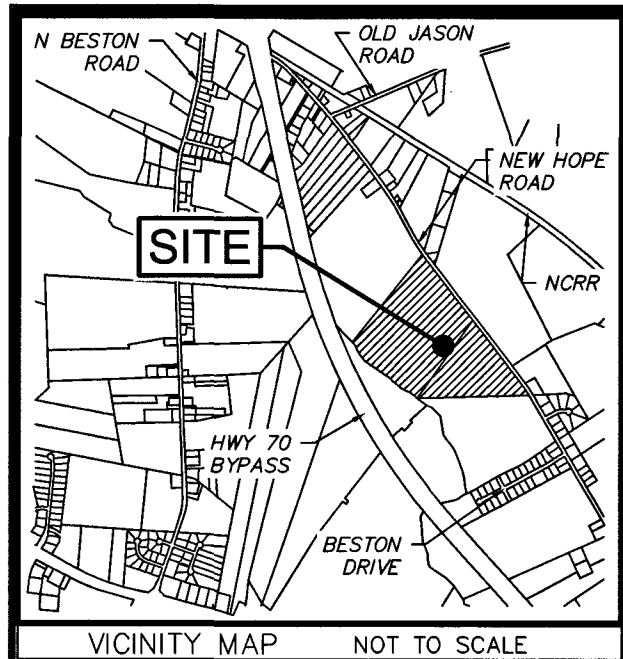 N BESTON
ROAD
OLD JASON
ROAD
NEW HOPE
ROAD
SITE
NCRR
HWY 70
BYPASS
BESTON
DRIVE
VICINITY MAP NOT TO SCALE